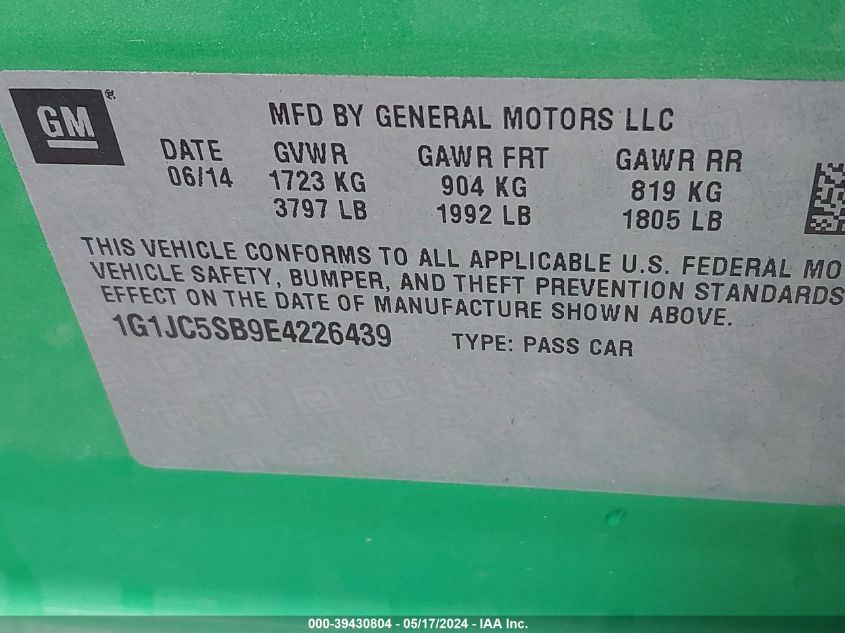 GM®
MFD BY GENERAL MOTORS LLC
DATE GVWR GAWR FRT GAWR RR
06/14 1723 KG 904 KG 819 KG
3797 LB 1992 LB 1805 LB
THIS VEHICLE CONFORMS TO ALL APPLICABLE U.S. FEDERAL MO
VEHICLE SAFETY, BUMPER, AND THEFT PREVENTION STANDARDS
EFFECT ON THE DATE OF MANUFACTURE SHOWN ABOVE.
1G1JC5SB9E4226439 TYPE: PASS CAR
000-39430804 - 05/17/2024 - IAA Inc.